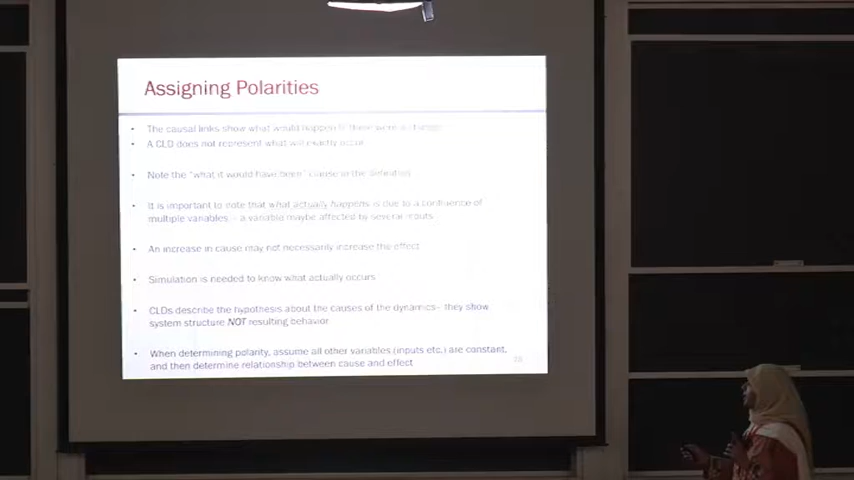 Assigning Polarities
• The causal links show what would happen if there were a change
• A CLD does not represent what will exactly occur
• Note the "what it would have been" clause in the definition
• It is important to note that what actually happens is due to a confluence of
multiple variables – a variable maybe affected by several inputs
• An increase in cause may not necessarily increase the effect
• Simulation is needed to know what actually occurs
• CLDs describe the hypothesis about the causes of the dynamics– they show
system structure NOT resulting behavior
• When determining polarity, assume all other variables (inputs etc.) are constant,
and then determine relationship between cause and effect